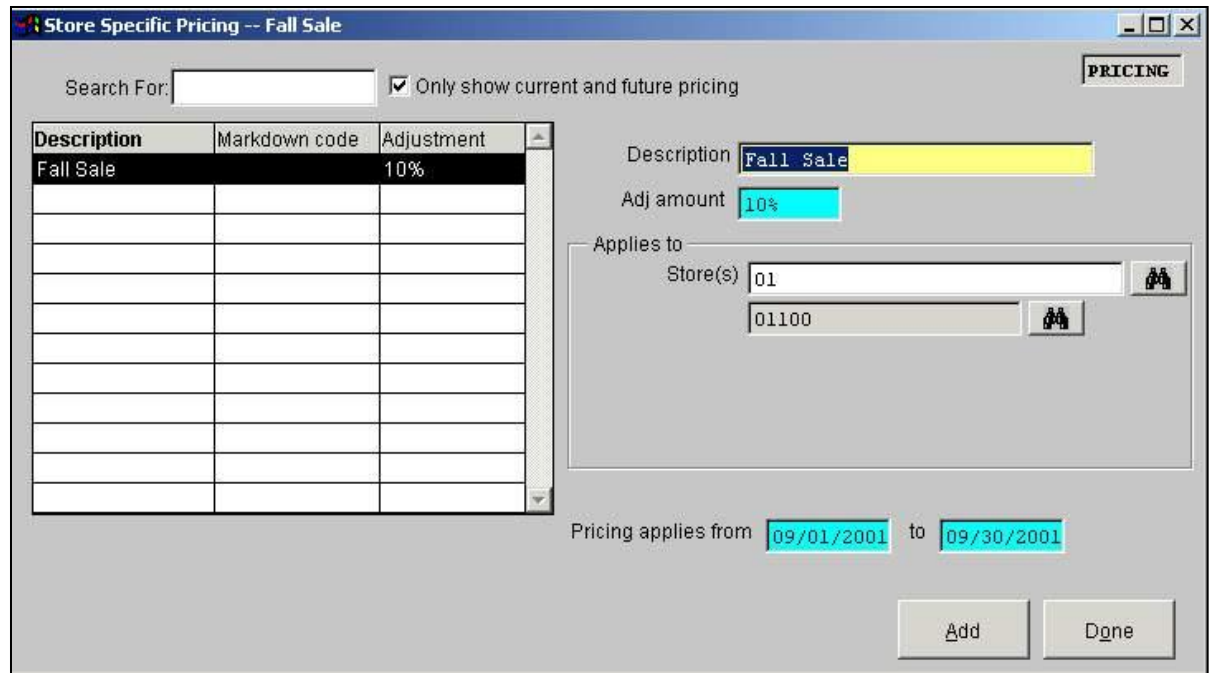 Store Specific Pricing -- Fall Sale
PRICING
Search For:
Only show current and future pricing
Description Markdown code Adjustment
Fall Sale 10%
Description Fall Sale
Adj amount 10%
Applies to
Store(s) 01
01100
Pricing applies from 09/01/2001 to 09/30/2001
Add Done